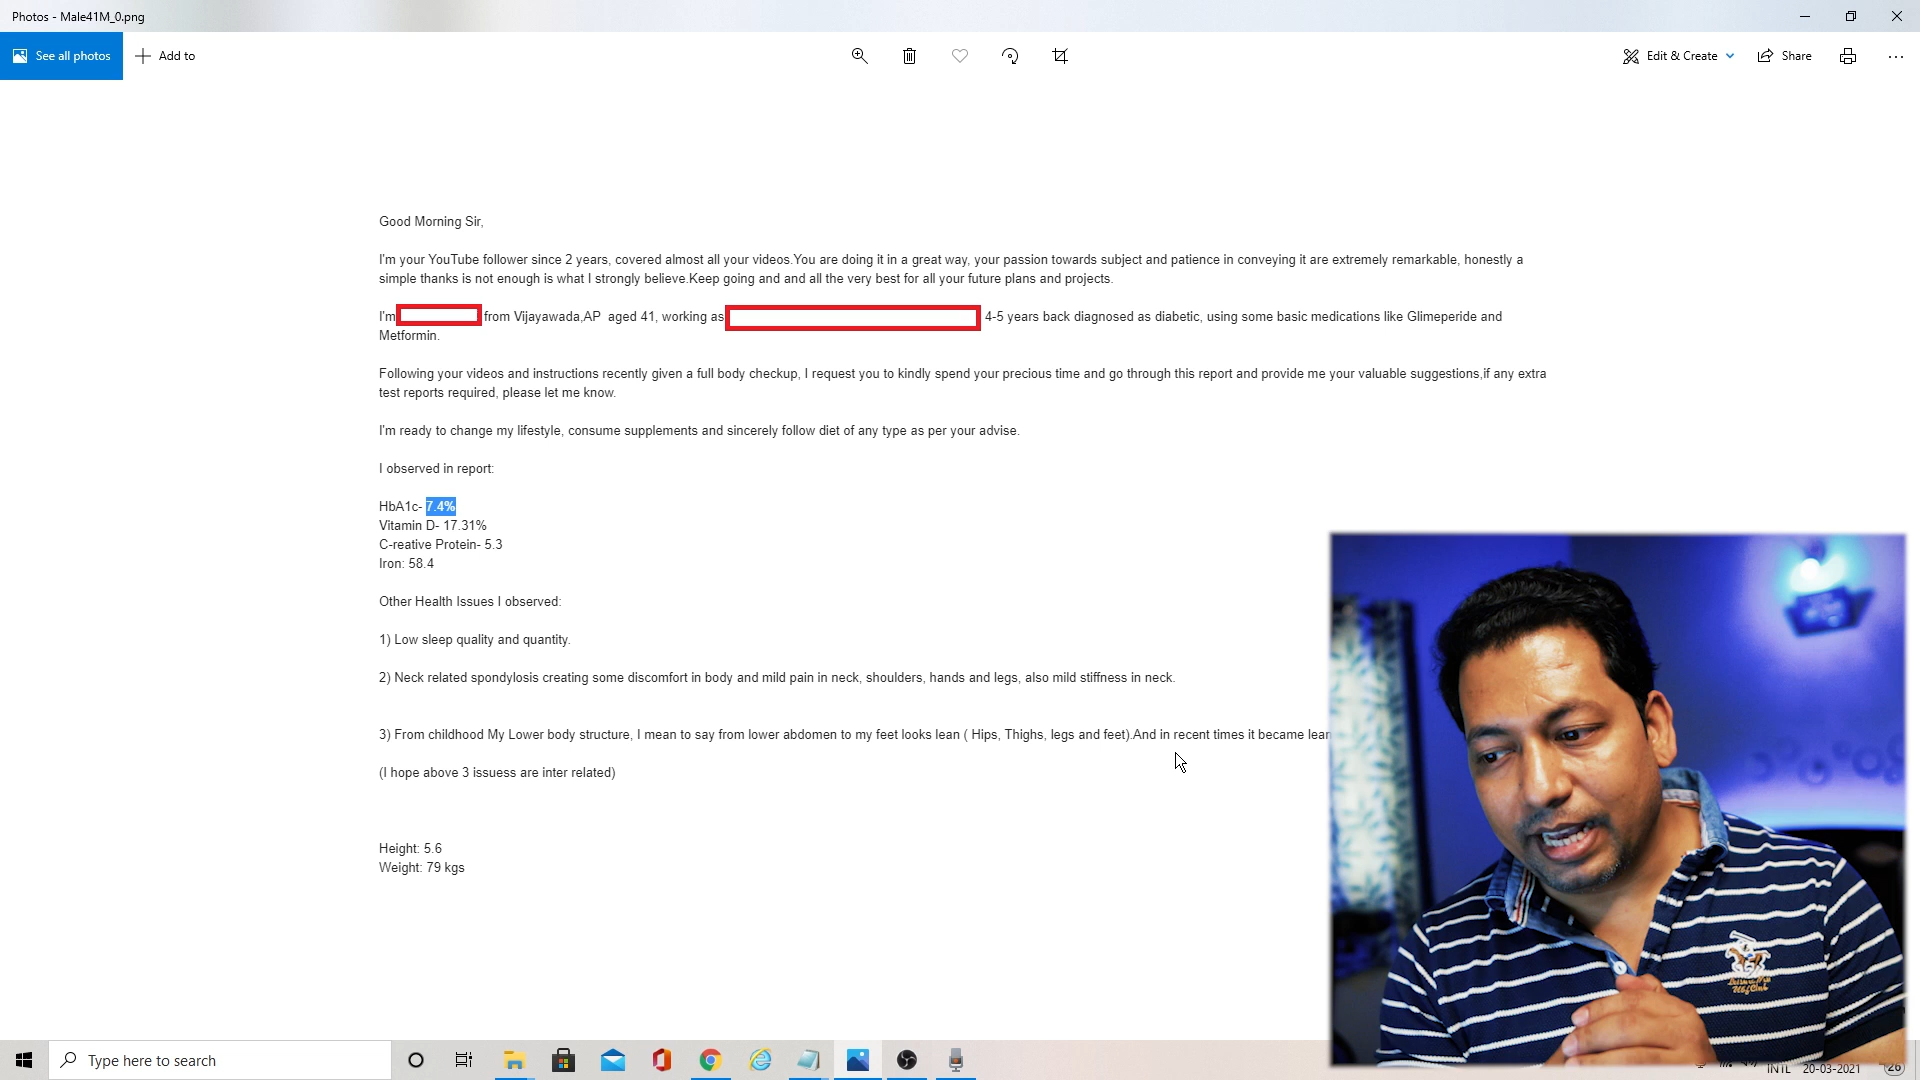 Photos - Male41M_0.png
See all photos
Add to
Edit & Create
Share
Good Morning Sir,
I'm your YouTube follower since 2 years, covered almost all your videos.You are doing it in a great way, your passion towards subject and patience in conveying it are extremely remarkable, honestly a
simple thanks is not enough is what I strongly believe.Keep going and and all the very best for all your future plans and projects.
I'm from Vijayawada,AP aged 41, working as 4-5 years back diagnosed as diabetic, using some basic medications like Glimeperide and
Metformin.
Following your videos and instructions recently given a full body checkup, I request you to kindly spend your precious time and go through this report and provide me your valuable suggestions,if any extra
test reports required, please let me know.
I'm ready to change my lifestyle, consume supplements and sincerely follow diet of any type as per your advise.
I observed in report:
HbA1c- 7.4%
Vitamin D- 17.31%
C-reative Protein- 5.3
Iron: 58.4
Other Health Issues I observed:
1) Low sleep quality and quantity.
2) Neck related spondylosis creating some discomfort in body and mild pain in neck, shoulders, hands and legs, also mild stiffness in neck.
3) From childhood My Lower body structure, I mean to say from lower abdomen to my feet looks lean ( Hips, Thighs, legs and feet).And in recent times it became lean
(I hope above 3 issuess are inter related)
Height: 5.6
Weight: 79 kgs
Type here to search
INTL
20-03-2021
26